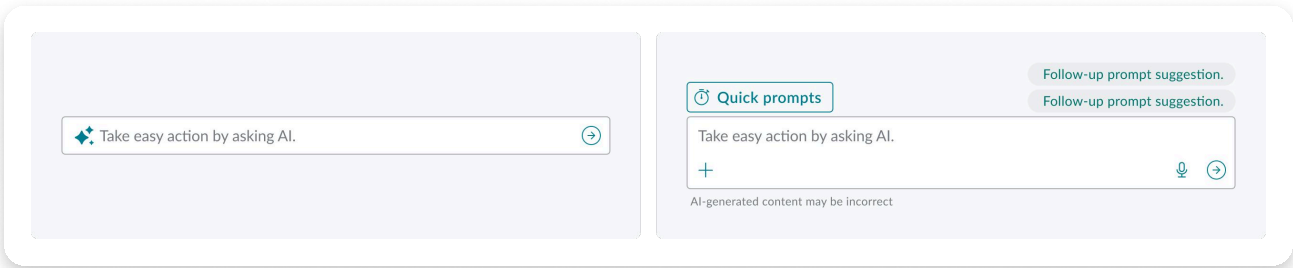 Take easy action by asking AI.
Follow-up prompt suggestion.
Quick prompts
Follow-up prompt suggestion.
Take easy action by asking AI.
AI-generated content may be incorrect